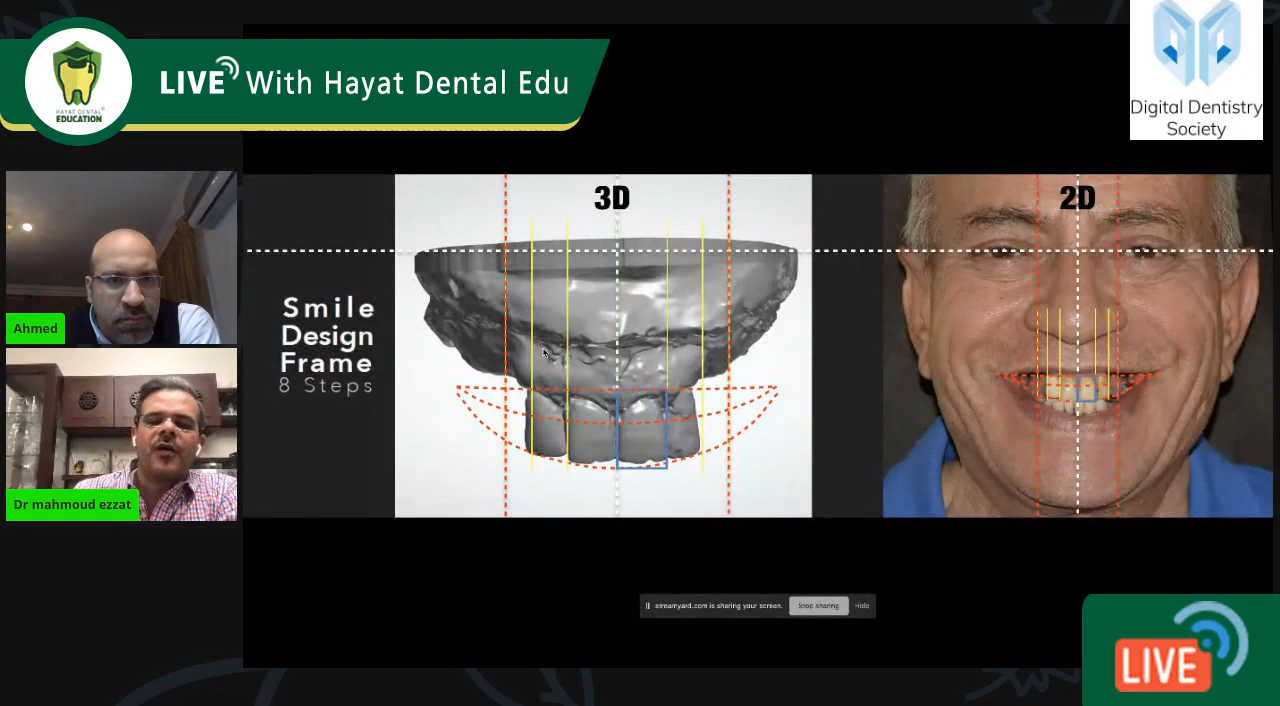 LIVE With Hayat Dental Edu
HAYAT DENTAL®
EDUCATION
Digital Dentistry
Society
3D
2D
Smile
Design
Frame
8 Steps
Ahmed
Dr mahmoud ezzat
streamyard.com is sharing your screen.
Stop sharing
Hide
LIVE